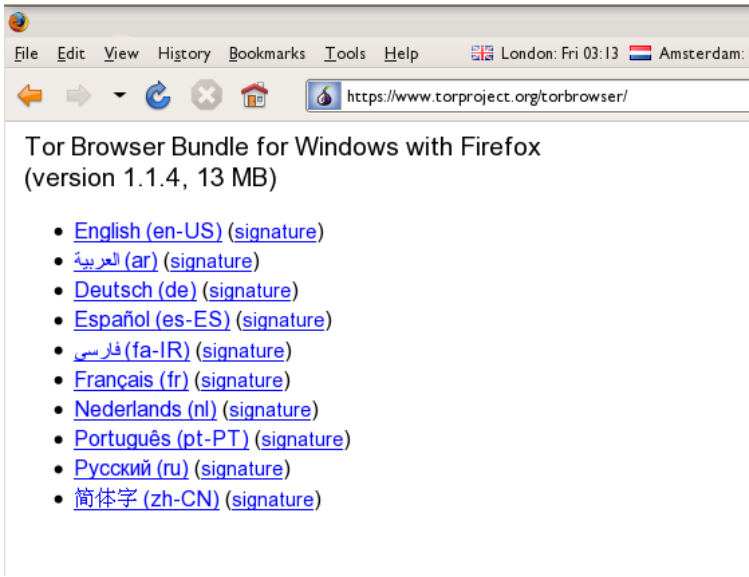 File Edit View History Bookmarks Tools Help London: Fri 03:13 Amsterdam:
https://www.torproject.org/torbrowser/
Tor Browser Bundle for Windows with Firefox
(version 1.1.4, 13 MB)
English (en-US) (signature)
العربية (ar) (signature)
Deutsch (de) (signature)
Español (es-ES) (signature)
فارسی (fa-IR) (signature)
Français (fr) (signature)
Nederlands (nl) (signature)
Português (pt-PT) (signature)
Русский (ru) (signature)
简体字 (zh-CN) (signature)